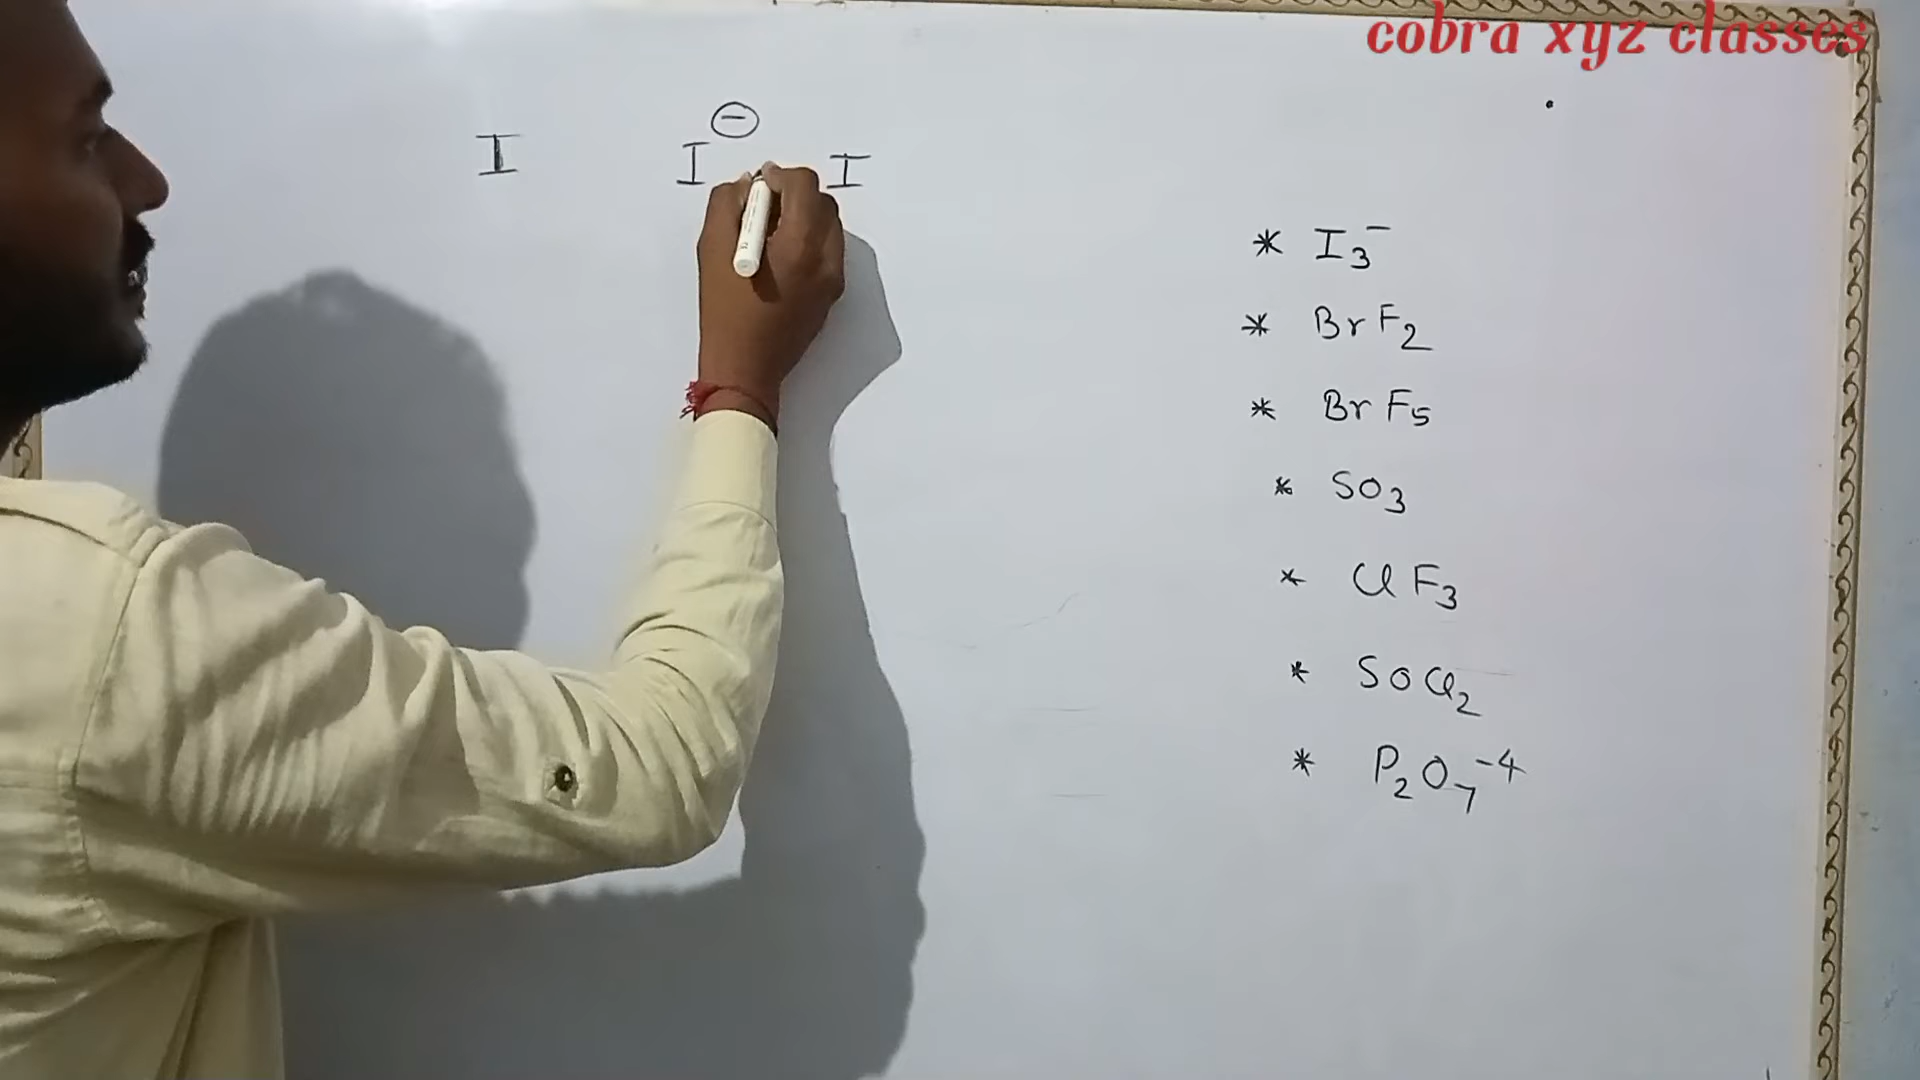 cobra xyz classes
I I⊖ I
* I₃⁻
* BrF₂
* BrF₅
* SO₃
* ClF₃
* SOCl₂
* P₂O₇⁻⁴